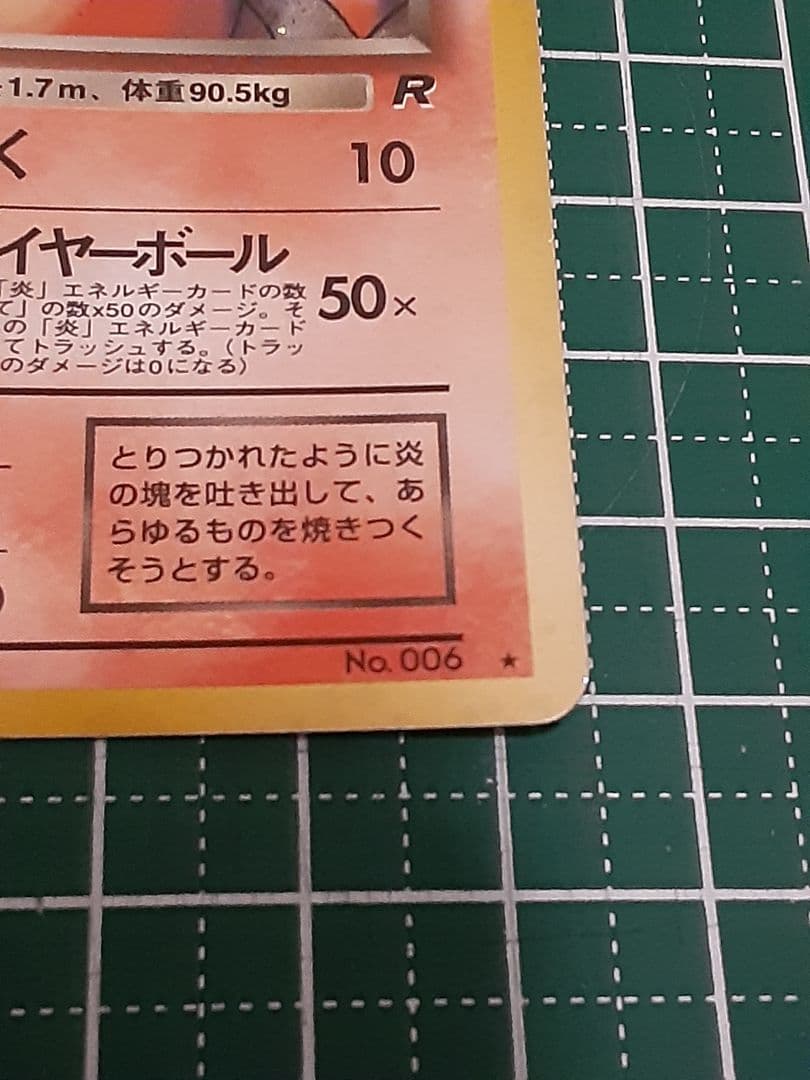 1.7m、体重90.5kg
R
く 10
イヤーボール
「炎」エネルギーカードの数
て」の数x50のダメージ。そ
の「炎」エネルギーカード
てトラッシュする。(トラッ
のダメージは0になる)
50×
とりつかれたように炎
の塊を吐き出して、あ
らゆるものを焼きつく
そうとする。
No.006 ★